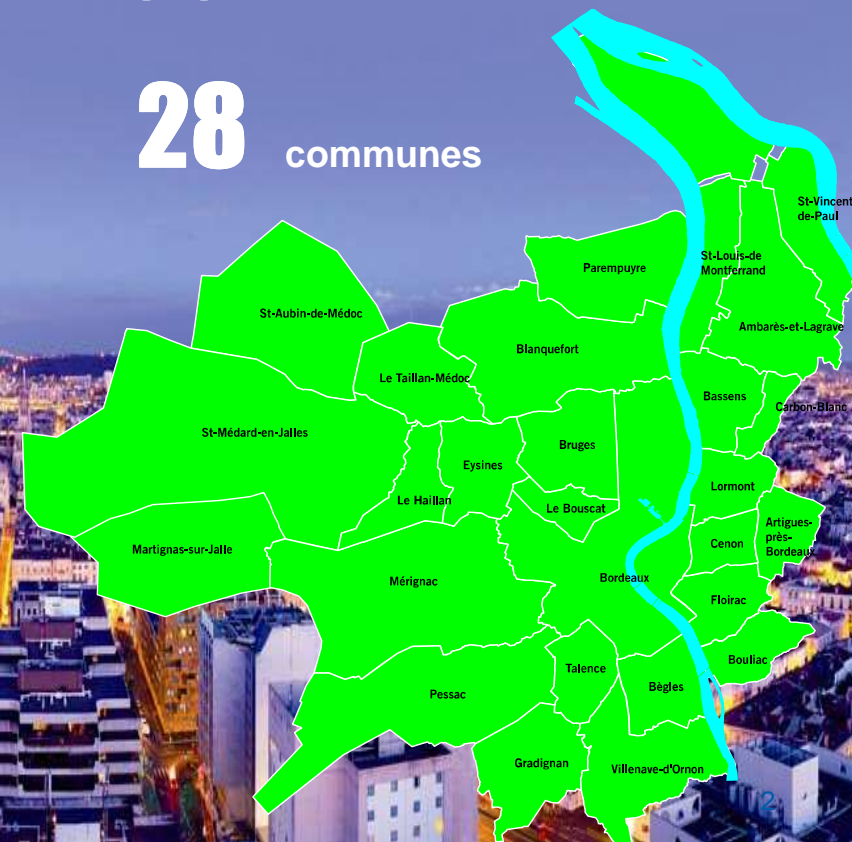 28 communes
St-Vincent
de-Paul
St-Louis-de
Montferrand
Parempuyre
St-Aubin-de-Médoc
Ambarès-et-Lagrave
Blanquefort
Le Taillan-Médoc
Bassens
Carbon-Blanc
St-Médard-en-Jalles
Bruges
Eysines
Lormont
Le Haillan
Le Bouscat
Artigues-
près-
Bordeaux
Cenon
Martignas-sur-Jalle
Mérignac
Bordeaux
Floirac
Bouliac
Talence
Bègles
Pessac
Gradignan
Villenave-d'Ornon
2